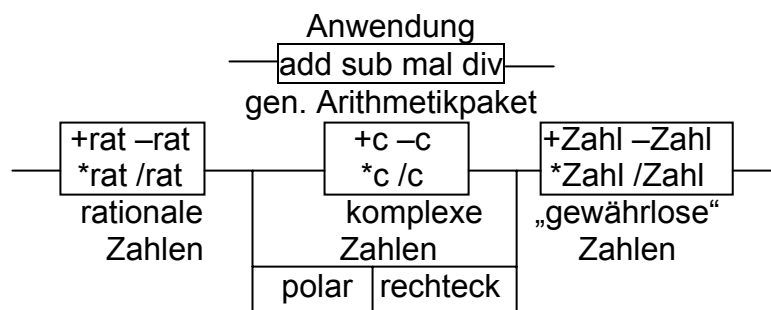 Anwendung
add sub mal div
gen. Arithmetikpaket
+rat –rat
*rat /rat
rationale
Zahlen
+c –c
*c /c
komplexe
Zahlen
+Zahl –Zahl
*Zahl /Zahl
„gewährlose“
Zahlen
polar
rechteck